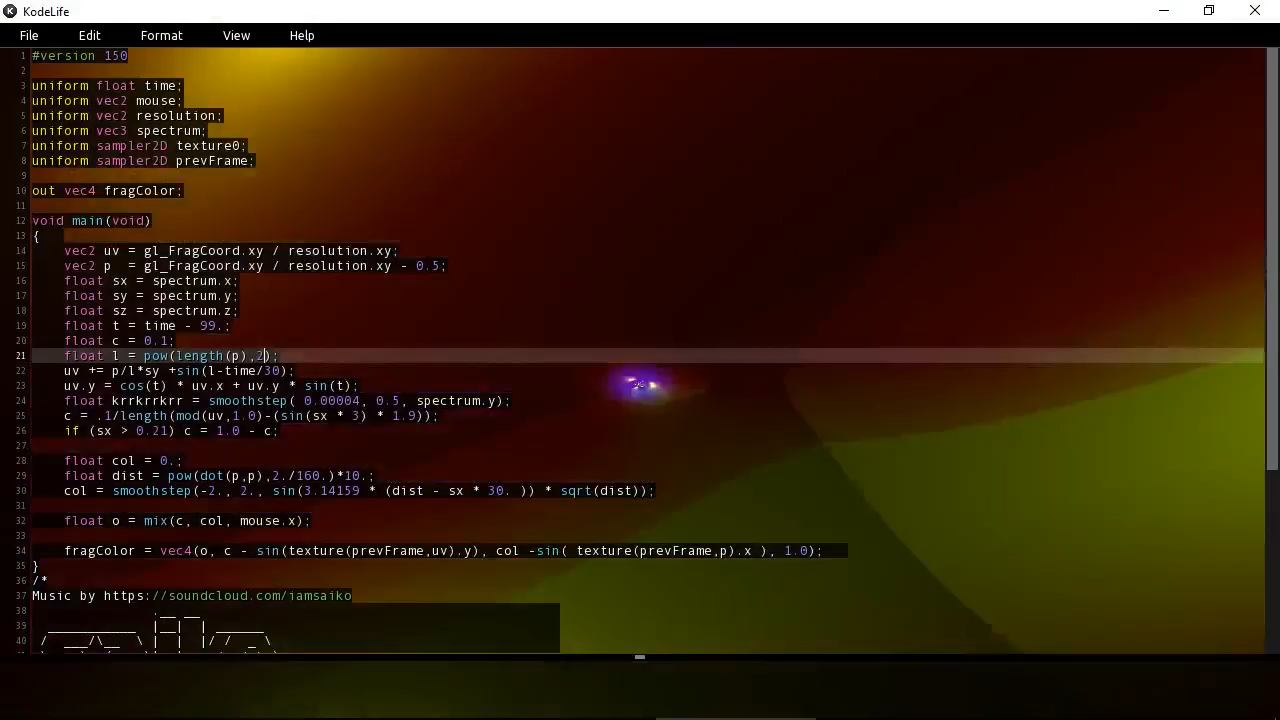 KodeLife
File Edit Format View Help
1 #version 150
2
3 uniform float time;
4 uniform vec2 mouse;
5 uniform vec2 resolution;
6 uniform vec3 spectrum;
7 uniform sampler2D texture0;
8 uniform sampler2D prevFrame;
9
10 out vec4 fragColor;
11
12 void main(void)
13 {
14 vec2 uv = gl_FragCoord.xy / resolution.xy;
15 vec2 p  = gl_FragCoord.xy / resolution.xy - 0.5;
16 float sx = spectrum.x;
17 float sy = spectrum.y;
18 float sz = spectrum.z;
19 float t = time - 99.;
20 float c = 0.1;
21 float l = pow(length(p),2);
22 uv += p/l*sy +sin(l-time/30);
23 uv.y = cos(t) * uv.x + uv.y * sin(t);
24 float krrkrrkrr = smoothstep( 0.00004, 0.5, spectrum.y);
25 c = .1/length(mod(uv,1.0)-(sin(sx * 3) * 1.9));
26 if (sx > 0.21) c = 1.0 - c;
27
28 float col = 0.;
29 float dist = pow(dot(p,p),2./160.)*10.;
30 col = smoothstep(-2., 2., sin(3.14159 * (dist - sx * 30. )) * sqrt(dist));
31
32 float o = mix(c, col, mouse.x);
33
34 fragColor = vec4(o, c - sin(texture(prevFrame,uv).y), col -sin( texture(prevFrame,p).x ), 1.0);
35 }
36 /*
37 Music by https://soundcloud.com/iamsaiko
38
39
40